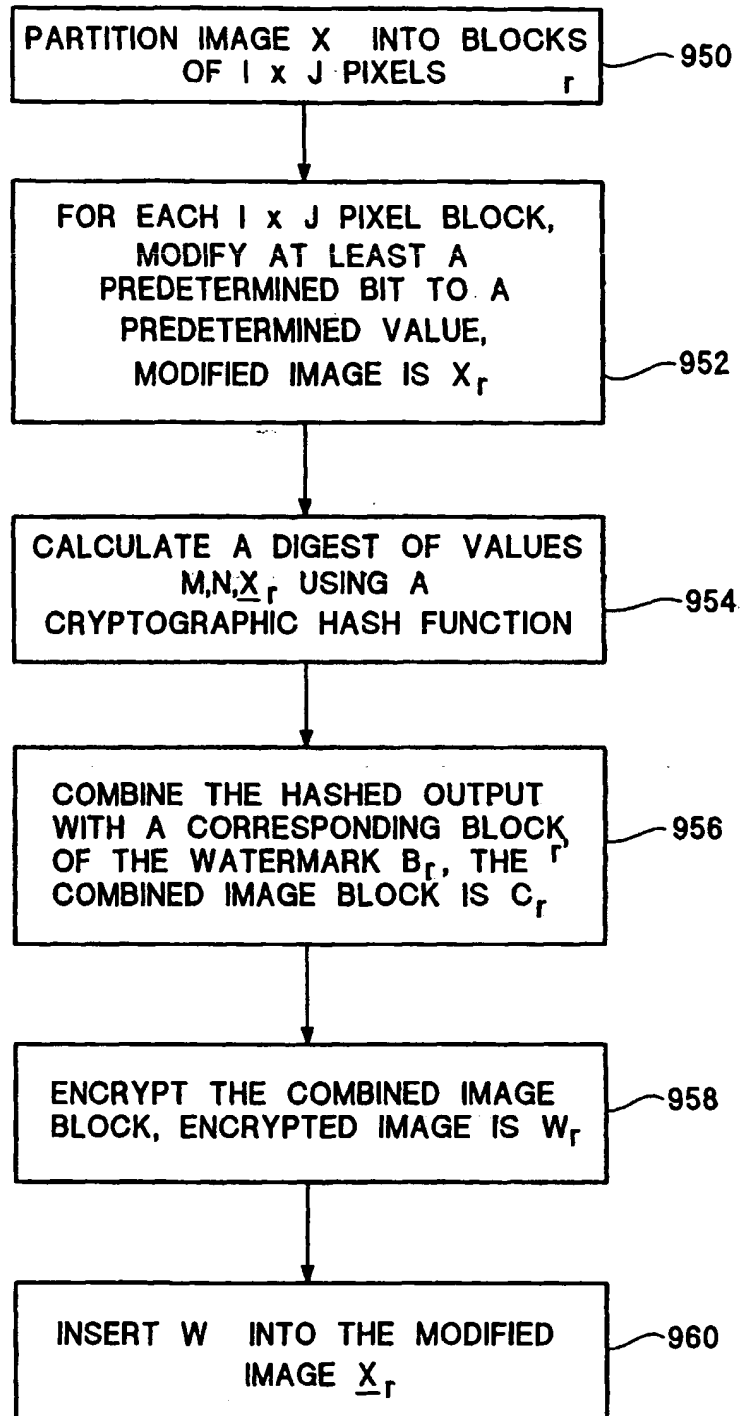 PARTITION IMAGE X INTO BLOCKS
OF I x J PIXELS r
950
FOR EACH I x J PIXEL BLOCK,
MODIFY AT LEAST A
PREDETERMINED BIT TO A
PREDETERMINED VALUE,
MODIFIED IMAGE IS Xr
952
CALCULATE A DIGEST OF VALUES
M,N,Xr USING A
CRYPTOGRAPHIC HASH FUNCTION
954
COMBINE THE HASHED OUTPUT
WITH A CORRESPONDING BLOCK,
OF THE WATERMARK Br, THE r
COMBINED IMAGE BLOCK IS Cr
956
ENCRYPT THE COMBINED IMAGE
BLOCK, ENCRYPTED IMAGE IS Wr
958
INSERT W INTO THE MODIFIED
IMAGE Xr
960